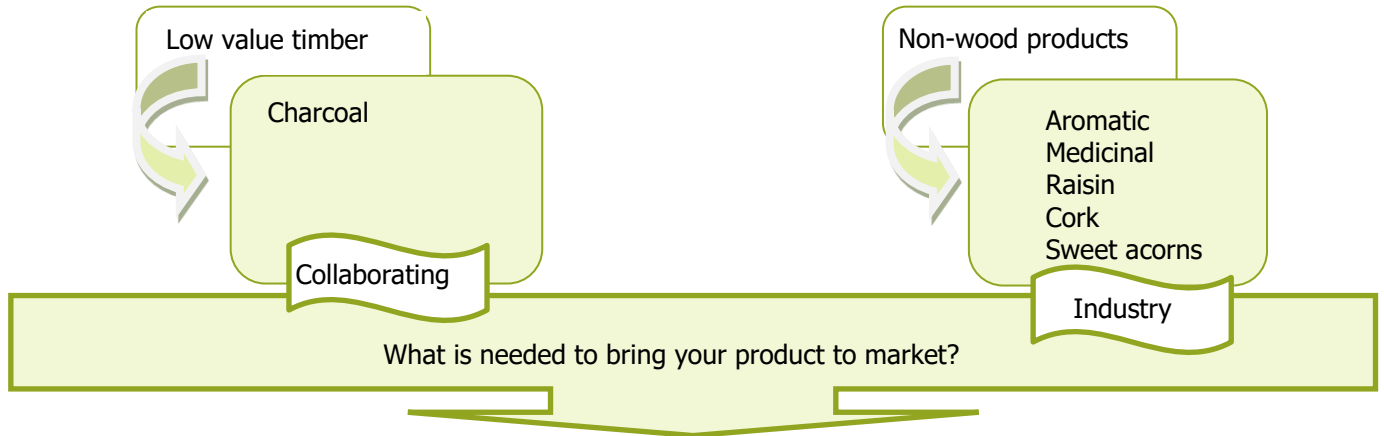 Low value timber
Charcoal
Collaborating
Non-wood products
Aromatic
Medicinal
Raisin
Cork
Sweet acorns
Industry
What is needed to bring your product to market?